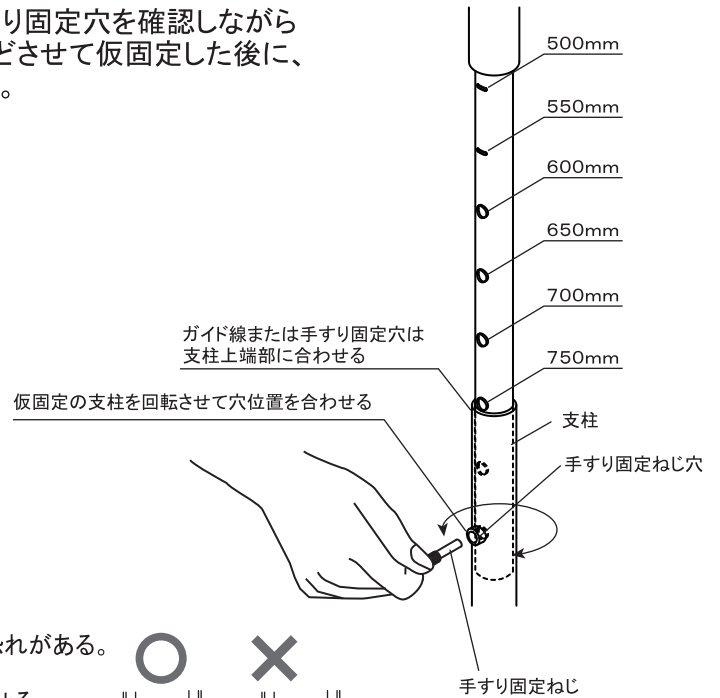 り固定穴を確認しながら
どさせて仮固定した後に、
。
500mm
550mm
600mm
650mm
700mm
750mm
ガイド線または手すり固定穴は
支柱上端部に合わせる
仮固定の支柱を回転させて穴位置を合わせる
支柱
手すり固定ねじ穴
れがある。
手すり固定ねじ